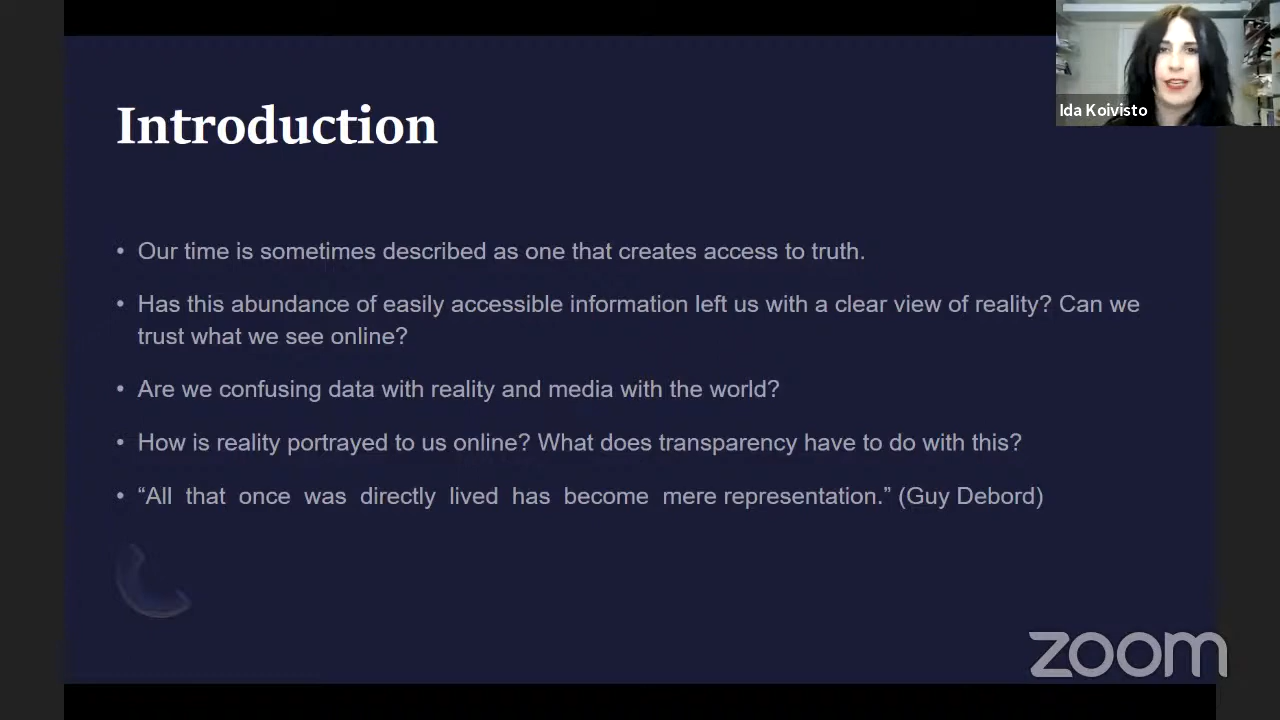 Introduction
Ida Koivisto
• Our time is sometimes described as one that creates access to truth.
• Has this abundance of easily accessible information left us with a clear view of reality? Can we
trust what we see online?
• Are we confusing data with reality and media with the world?
• How is reality portrayed to us online? What does transparency have to do with this?
• “All that once was directly lived has become mere representation.” (Guy Debord)
zoom